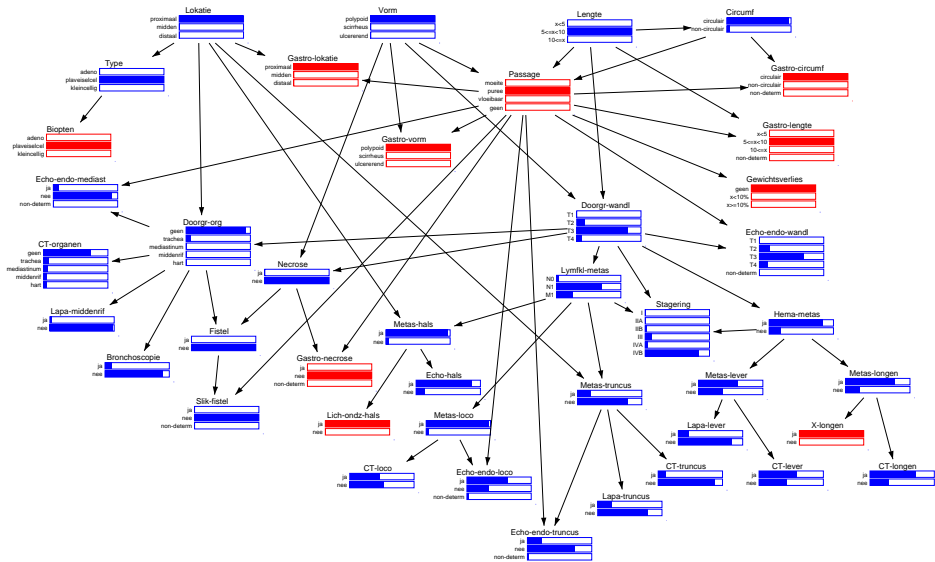 Lokatie
proximaal
midden
distaal
Vorm
polypoid
scirrheus
ulcererend
Lengte
x<5
5<=x<10
10<=x
Circumf
circulair
non-circulair
Type
adeno
plaveiselcel
kleincellig
Gastro-lokatie
proximaal
midden
distaal
Passage
moeite
puree
vloeibaar
geen
Gastro-circumf
circulair
non-circulair
non-determ
Biopten
adeno
plaveiselcel
kleincellig
Gastro-vorm
polypoid
scirrheus
ulcererend
Gastro-lengte
x<5
5<=x<10
10<=x
non-determ
Echo-endo-mediast
ja
nee
non-determ
Gewichtsverlies
geen
x<10%
x>=10%
Doorgr-org
geen
trachea
mediastinum
middenrif
hart
Doorgr-wandl
T1
T2
T3
T4
Echo-endo-wandl
T1
T2
T3
T4
non-determ
CT-organen
geen
trachea
mediastinum
middenrif
hart
Necrose
ja
nee
Lymfkl-metas
N0
N1
M1
Lapa-middenrif
ja
nee
Fistel
ja
nee
Metas-hals
ja
nee
Stagering
I
IIA
IIB
III
IVA
IVB
Hema-metas
ja
nee
Bronchoscopie
ja
nee
Gastro-necrose
ja
nee
non-determ
Echo-hals
ja
nee
Metas-truncus
ja
nee
Metas-lever
ja
nee
Metas-longen
ja
nee
Slik-fistel
ja
nee
non-determ
Lich-ondz-hals
ja
nee
Metas-loco
ja
nee
Lapa-lever
ja
nee
X-longen
ja
nee
CT-loco
ja
nee
Echo-endo-loco
ja
nee
non-determ
CT-truncus
ja
nee
CT-lever
ja
nee
CT-longen
ja
nee
Lapa-truncus
ja
nee
Echo-endo-truncus
ja
nee
non-determ